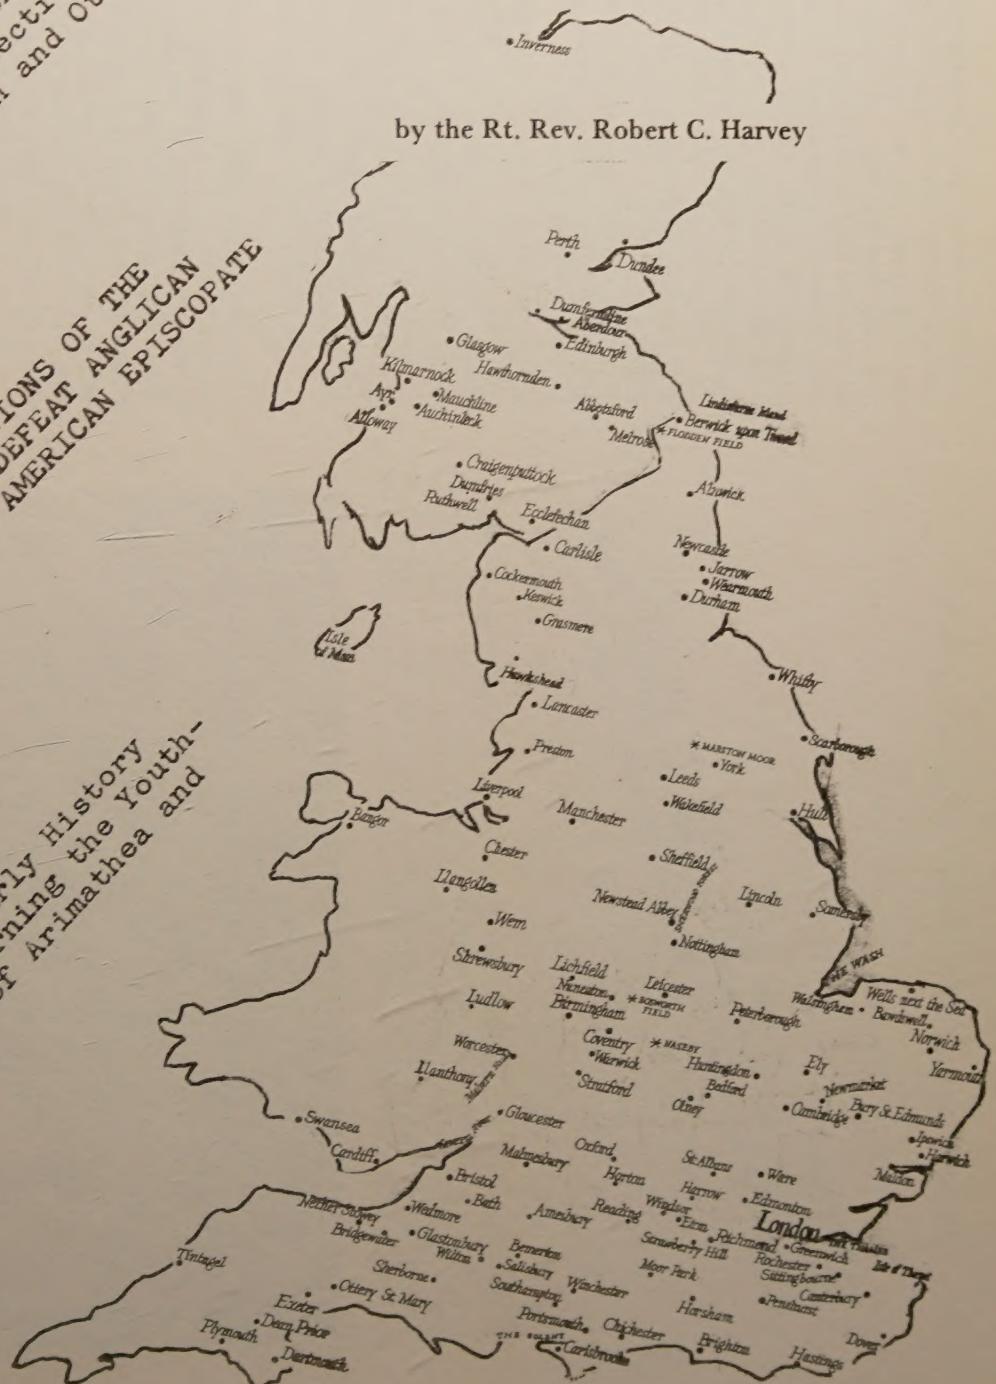 and
Inverness
by the Rt. Rev. Robert C. Harvey
IONS OF THE
DEFEAT ANGLICAN
AMERICAN EPISCOPATE
Perth
Dundee
Dumfermline
Aberdour
Edinburgh
Glasgow
Kilmarnock
Hawthornden
Ayr
Mauchline
Auchinleck
Alloway
Abbotsford
Melrose
Lindisfarne Island
Berwick upon Tweed
FLODDEN FIELD
Craigenputtock
Dumfries
Ruthwell
Ecclefechan
Alnwick
Carlisle
Newcastle
Jarrow
Wearmouth
Durham
Cockermouth
Keswick
Grasmere
Isle
of Man
Hawkshead
Whitby
Lancaster
Scarborough
Preston
MARSTON MOOR
York
Leeds
rly History
rning the Youth-
of Arimathea and
Liverpool
Manchester
Wakefield
Hull
Bangor
Chester
Sheffield
Llangollen
Newstead Abbey
Lincoln
Somersby
Wem
Nottingham
Shrewsbury
Lichfield
Leicester
THE WASH
Nuneaton
BOSWORTH
FIELD
Walsingham
Wells next the Sea
Bawdswell
Ludlow
Birmingham
Peterborough
Norwich
Coventry
NASEBY
Worcester
Warwick
Huntingdon
Ely
Yarmouth
Llanthony
Stratford
Bedford
Newmarket
Olney
Cambridge
Bury St. Edmunds
Gloucester
Swansea
Ipswich
Harwich
Cardiff
Malmesbury
Oxford
St. Albans
Ware
Maldon
Bristol
Horton
Harrow
Edmonton
Nether Stowey
Wedmore
Bath
Amesbury
Reading
Windsor
Eton
London
Bridgewater
Glastonbury
Richmond
Greenwich
Wilton
Bemerton
Strawberry Hill
Rochester
Isle of Thanet
Tintagel
Sherborne
Salisbury
Moor Park
Sittingbourne
Canterbury
Southampton
Winchester
Ottery St. Mary
Exeter
Horsham
Penshurst
Dean Prior
Portsmouth
Chichester
Plymouth
THE SOLENT
Carisbrooke
Brighton
Dover
Dartmouth
Hastings